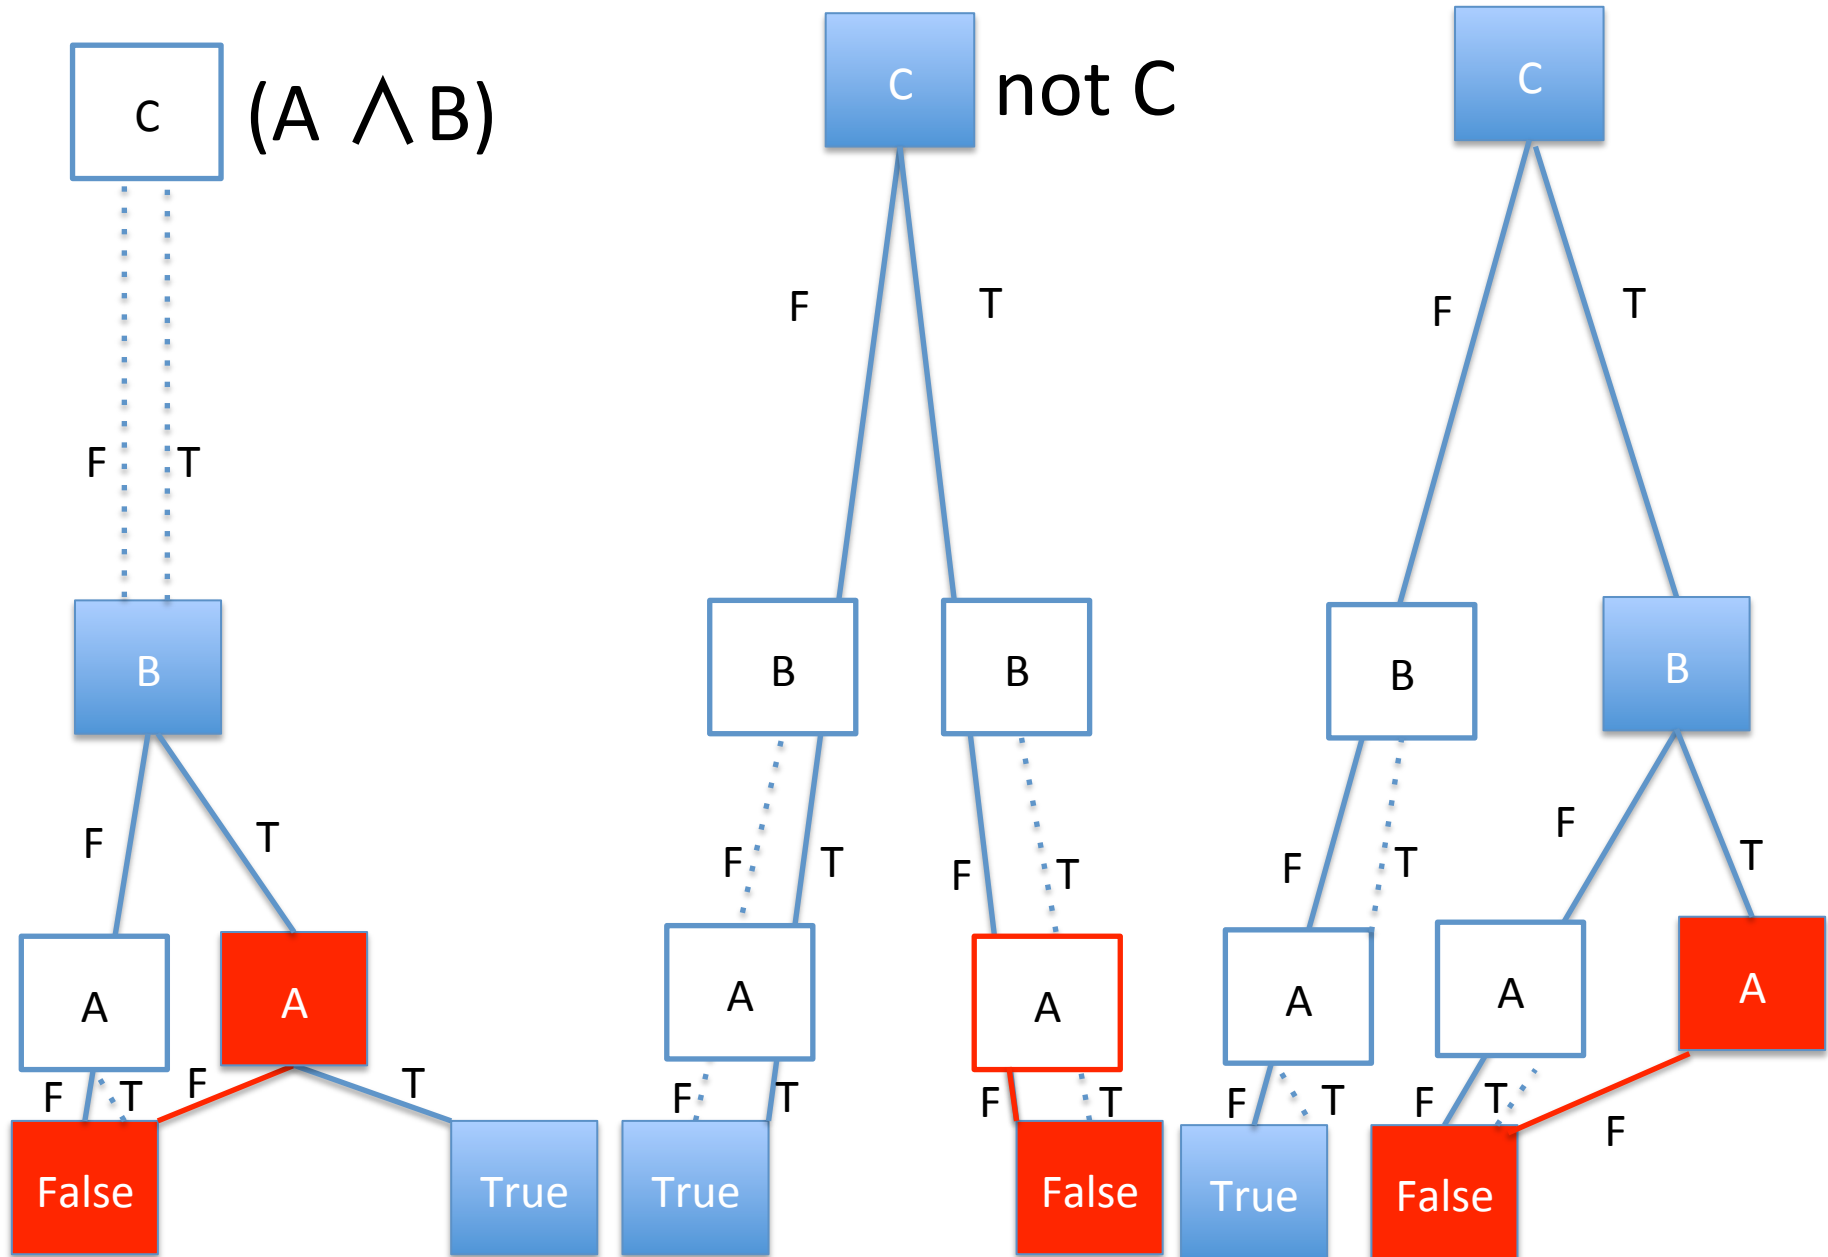 C (A ⋀ B) C not C C
F T F T F T
B B B B B
F T F T F T F T F T
A A A A A A A
F T F T F T F T F T F T F
False True True False True False